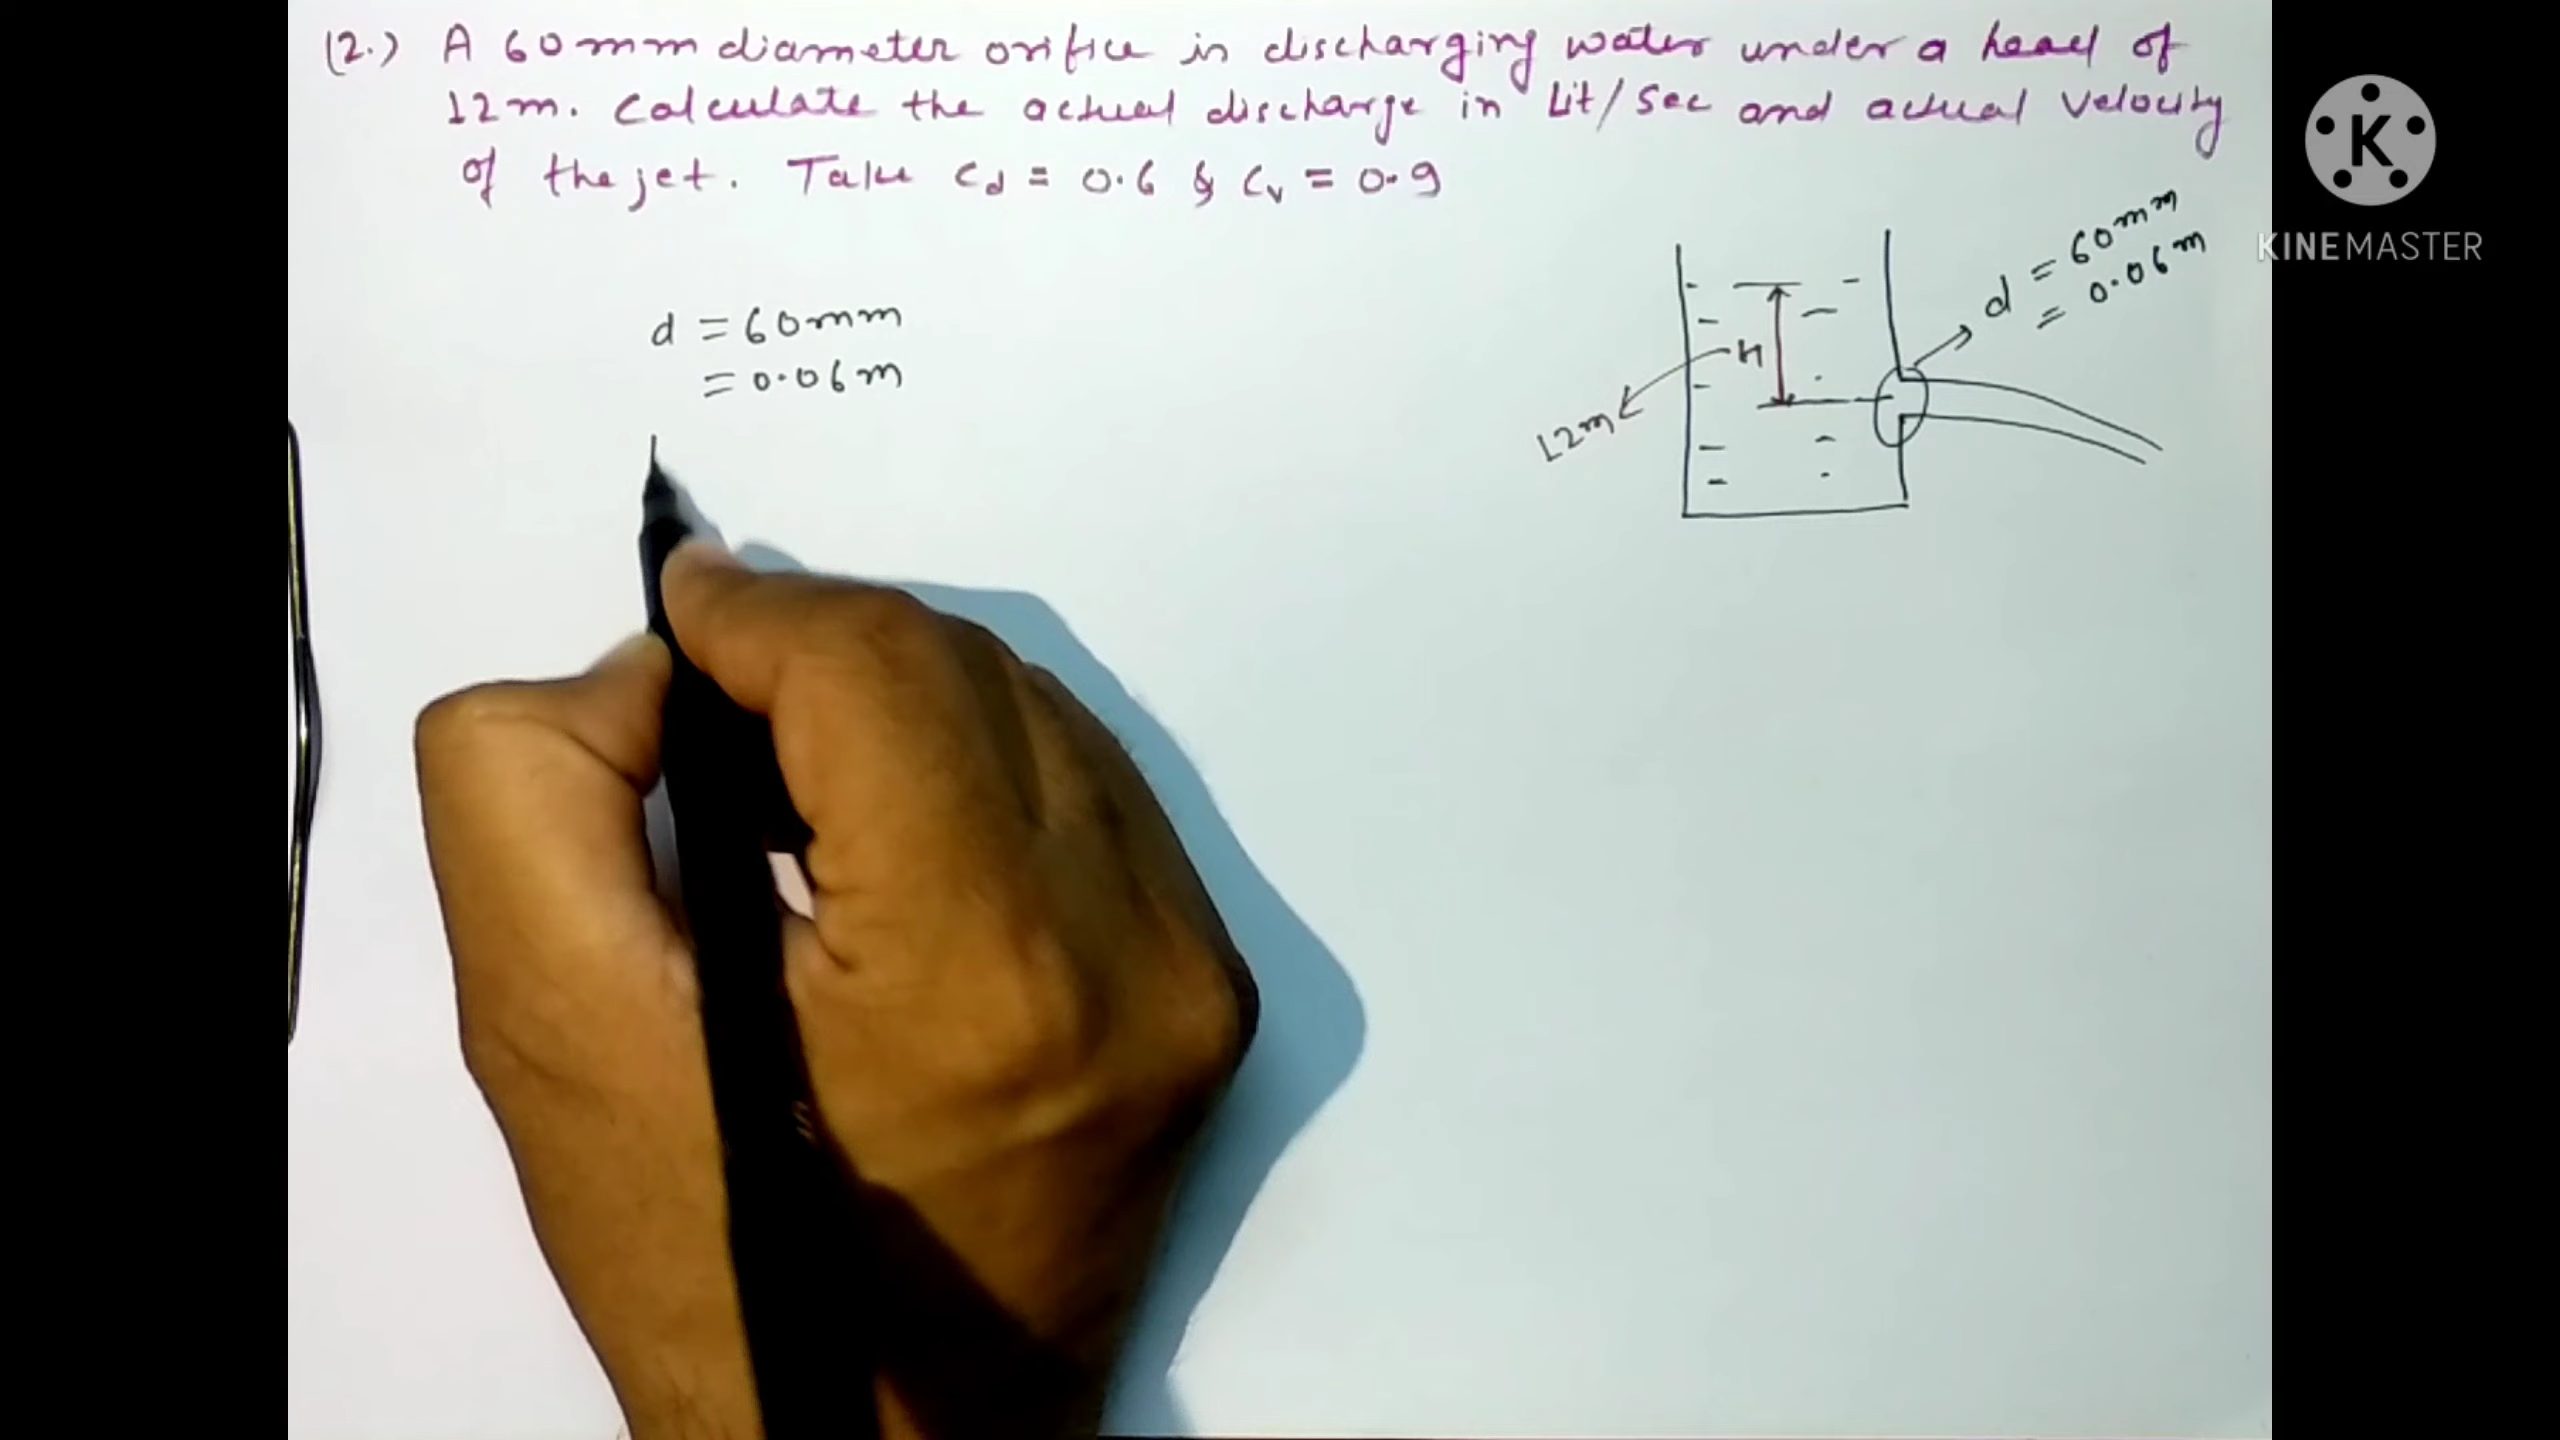 (2.) A 60mm diameter orifice is discharging water under a head of
12m. Calculate the actual discharge in Lit/Sec and actual velocity
of the jet. Take Cd = 0.6 & Cv = 0.9
d = 60mm
= 0.06m
H
12m
d = 60mm
= 0.06m
K
KINEMASTER